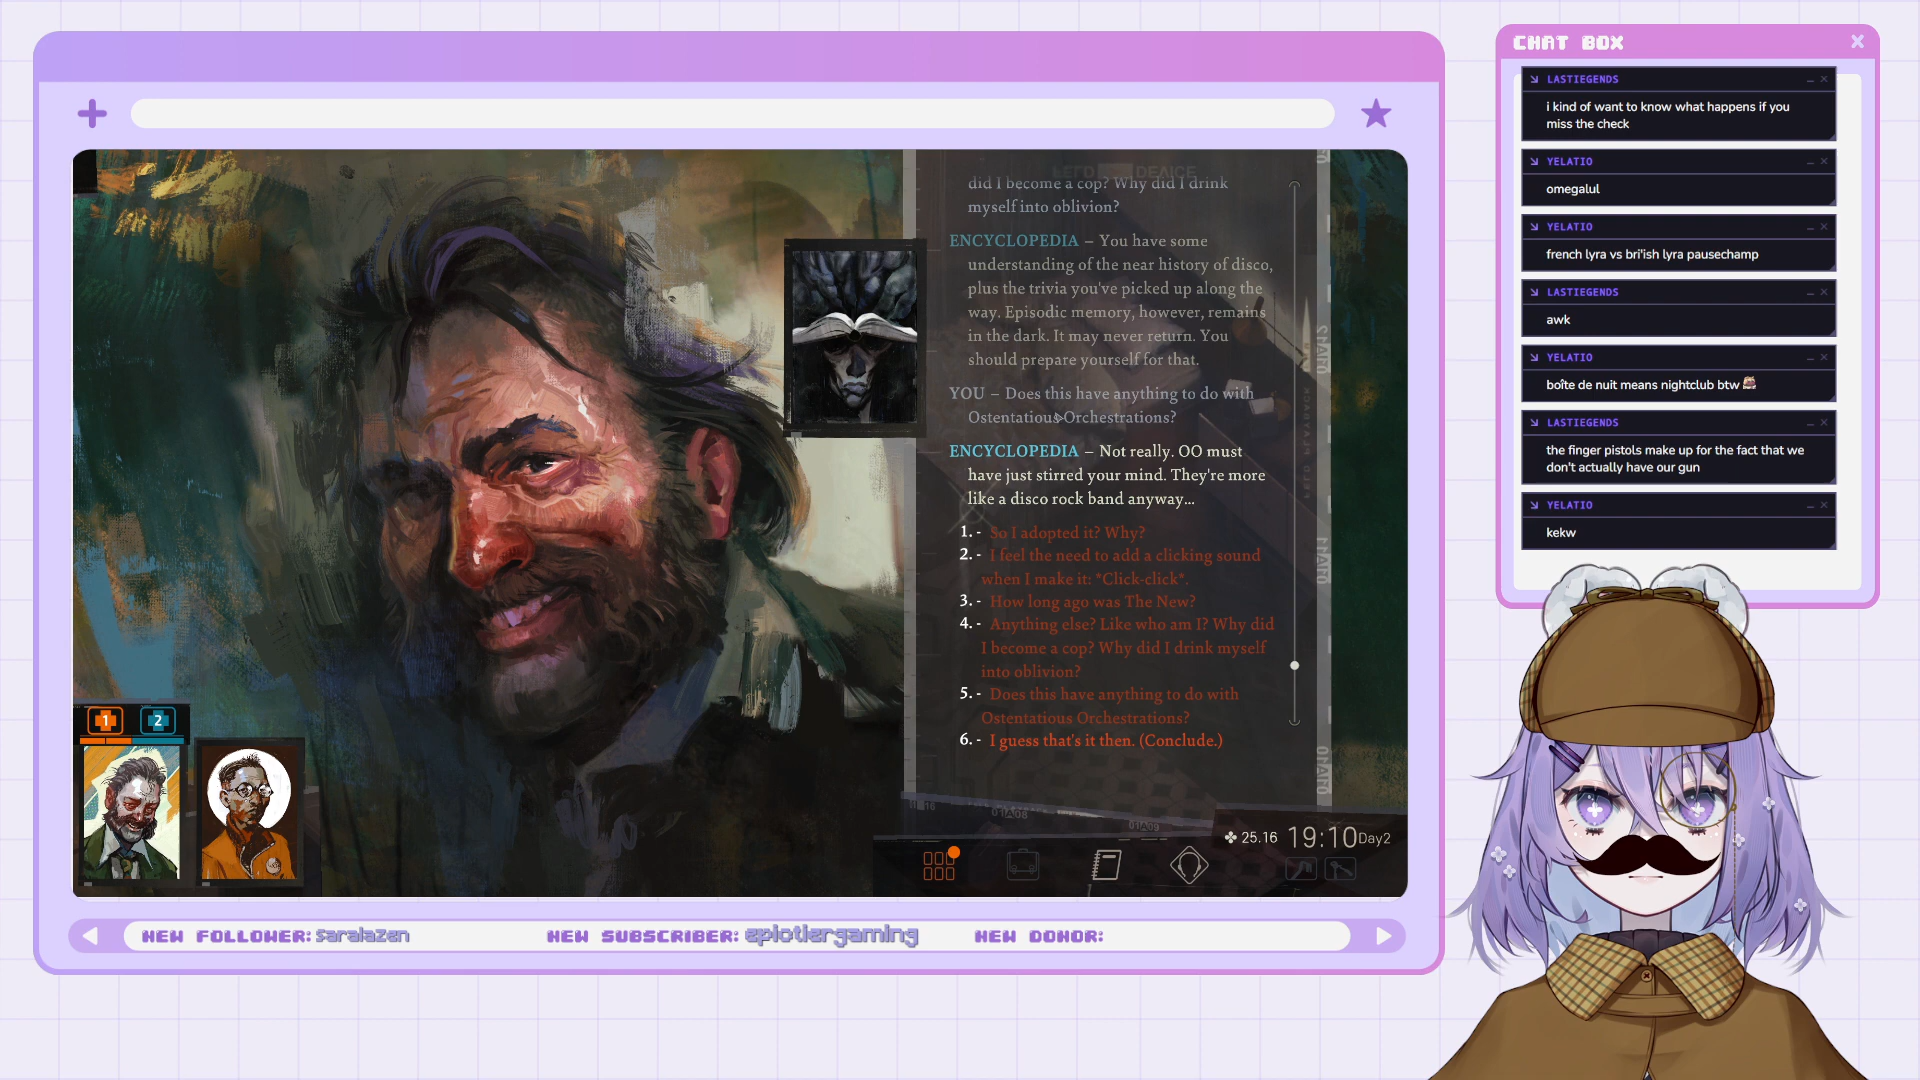 did I become a cop? Why did I drink
myself into oblivion?
ENCYCLOPEDIA – You have some
understanding of the near history of disco,
plus the trivia you've picked up along the
way. Episodic memory, however, remains
in the dark. It may never return. You
should prepare yourself for that.
YOU – Does this have anything to do with
Ostentatious Orchestrations?
ENCYCLOPEDIA – Not really. OO must
have just stirred your mind. They're more
like a disco rock band anyway...
1. - So I adopted it? Why?
2. - I feel the need to add a clicking sound
when I make it: *Click-click*.
3. - How long ago was The New?
4. - Anything else? Like who am I? Why did
I become a cop? Why did I drink myself
into oblivion?
5. - Does this have anything to do with
Ostentatious Orchestrations?
6. - I guess that's it then. (Conclude.)
1
2
25.16 19:10 Day2
NEW FOLLOWER: saralazen
NEW SUBSCRIBER: eplotiergaming
NEW DONOR:
CHAT BOX
LASTIEGENDS
i kind of want to know what happens if you
miss the check
YELATIO
omegalul
YELATIO
french lyra vs bri'ish lyra pausechamp
LASTIEGENDS
awk
YELATIO
boîte de nuit means nightclub btw
LASTIEGENDS
the finger pistols make up for the fact that we
don't actually have our gun
YELATIO
kekw